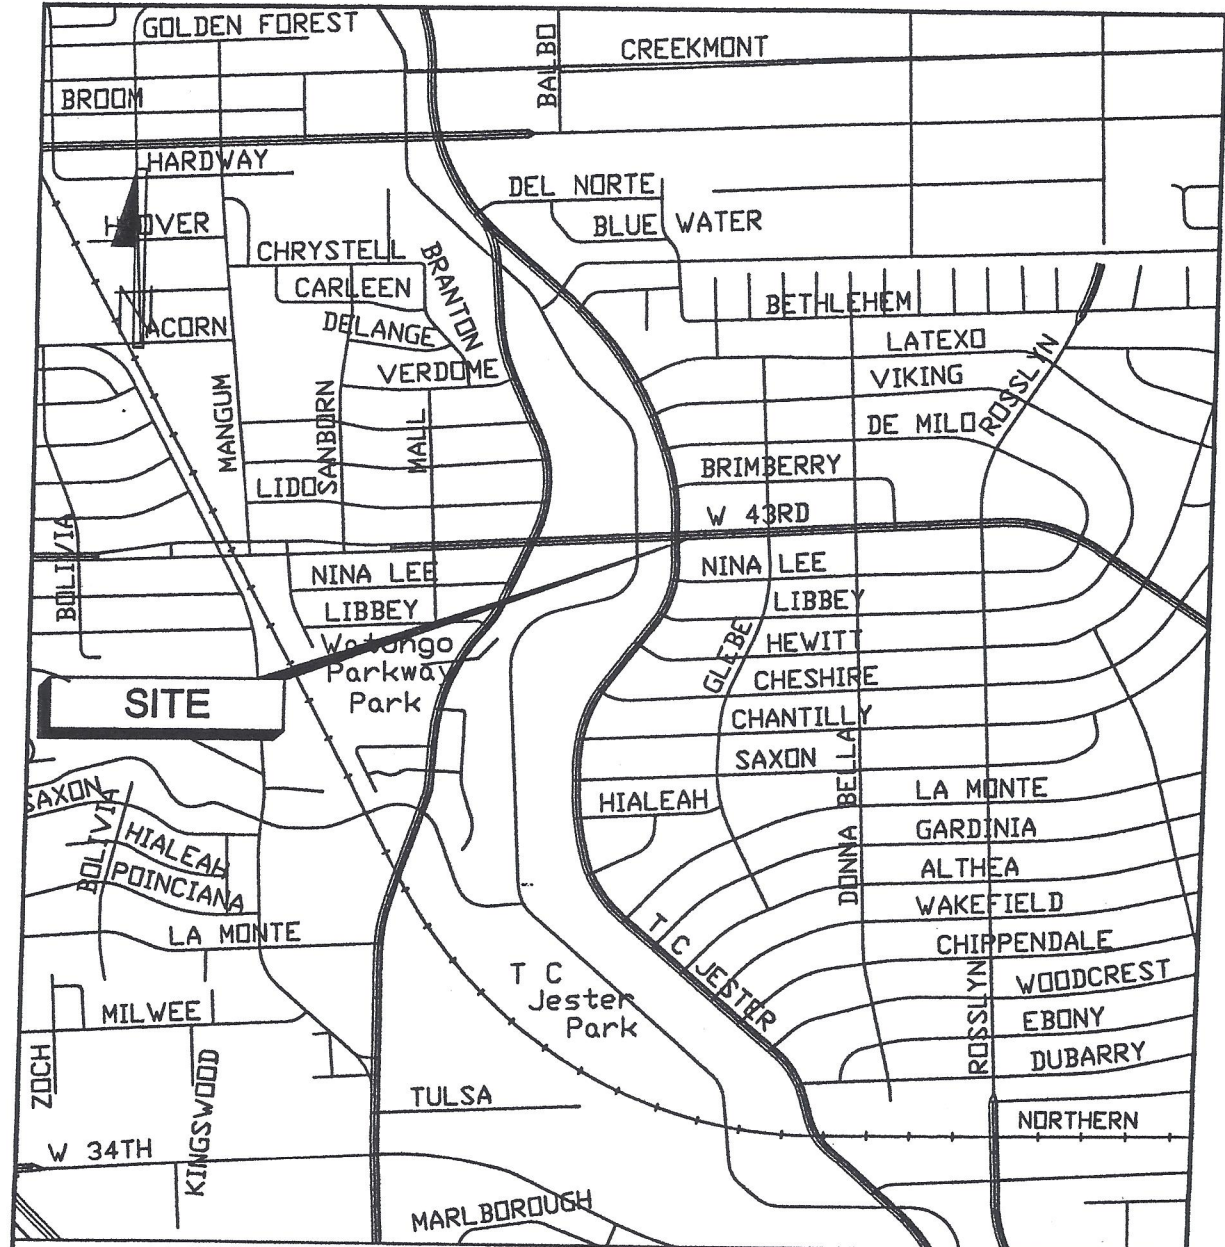 GOLDEN FOREST
BALBO
CREEKMONT
BROOM
HARDWAY
DEL NORTE
HOOVER
BLUE WATER
CHRYSTELL
BRANTON
CARLEEN
BETHLEHEM
N
ACORN
DELANGE
LATEXO
ROSSLYN
VERDOME
VIKING
MANGUM
SANBORN
MALL
DE MILO
BRIMBERRY
LIDO
W 43RD
BOLIVIA
NINA LEE
NINA LEE
LIBBEY
LIBBEY
Watongo
Parkway
Park
GLEBE
HEWITT
CHESHIRE
SITE
CHANTILLY
SAXON
DONNA BELLA
SAXON
BOLIVIA
HIALEAH
LA MONTE
HIALEAH
GARDINIA
POINCIANA
ALTHEA
WAKEFIELD
LA MONTE
T C JESTER
CHIPPENDALE
T C
Jester
Park
WOODCREST
ROSSLYN
MILWEE
EBONY
ZOCH
KINGSWOOD
DUBARRY
TULSA
NORTHERN
W 34TH
MARLBOROUGH